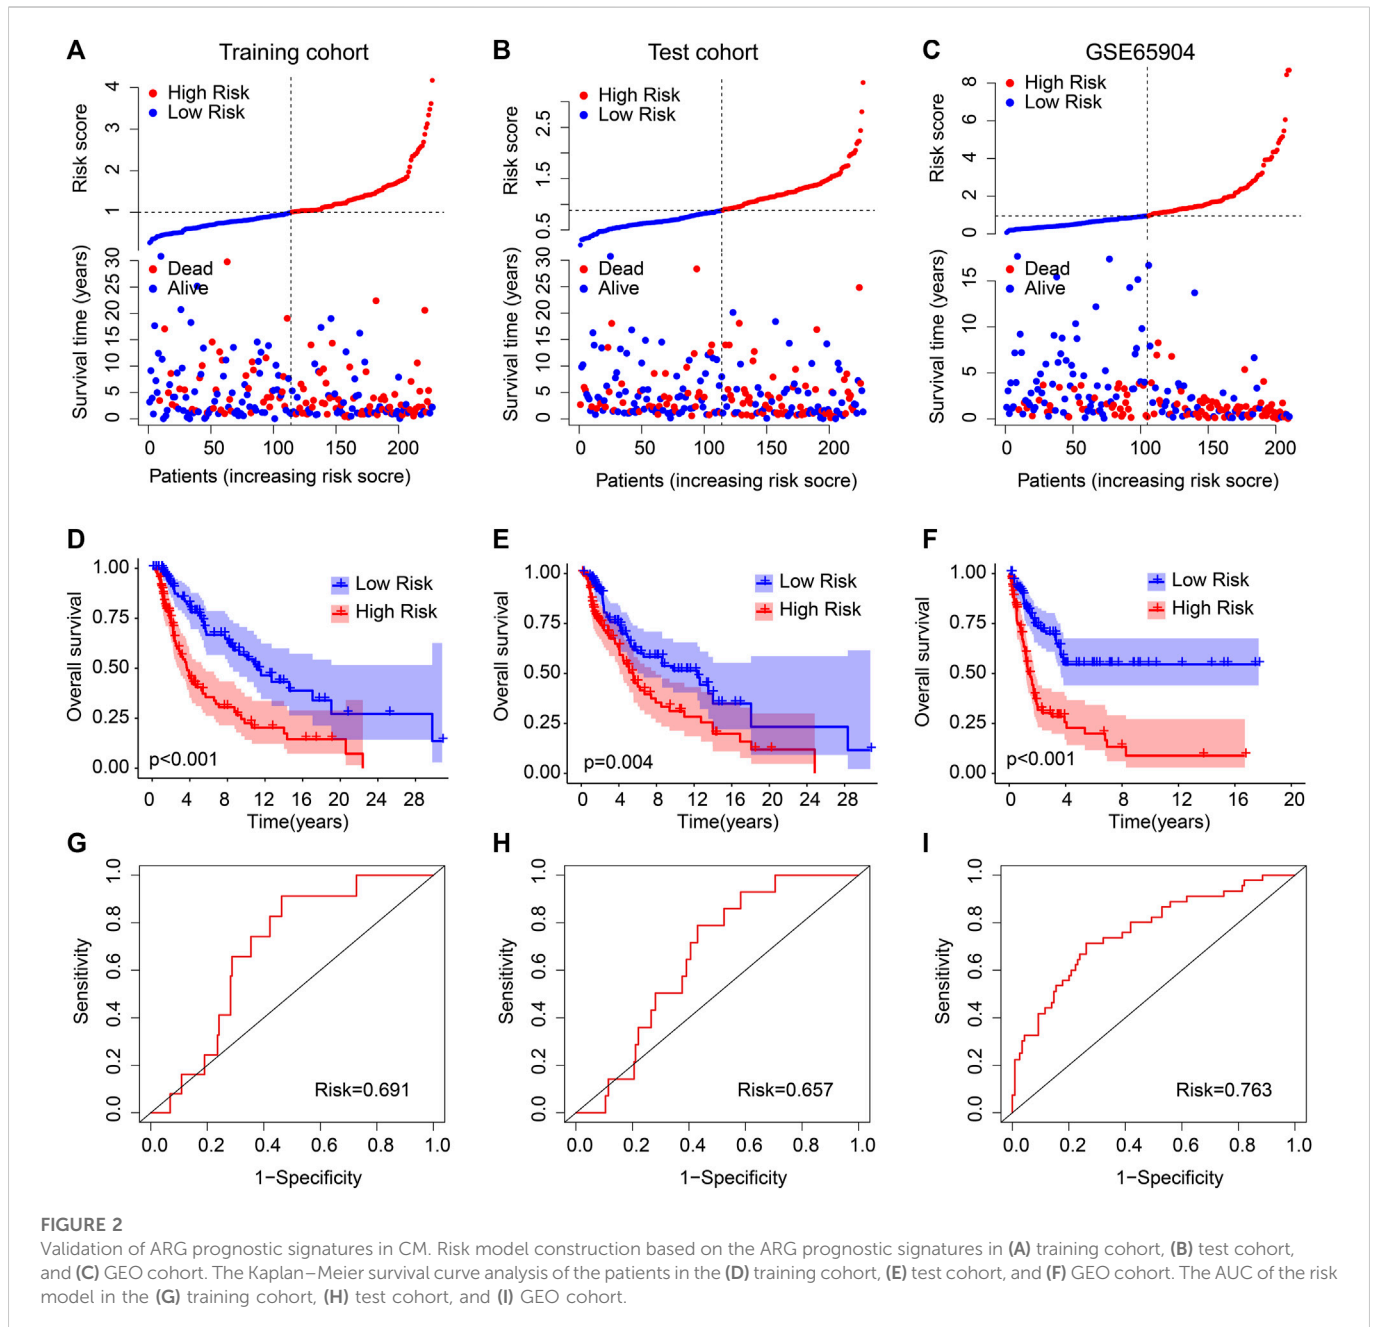 A Training cohort
High Risk
Low Risk
Risk score
4
3
2
1
Dead
Alive
Survival time (years)
30
25
20
15
10
5
0
0 50 100 150 200
Patients (increasing risk socre)
B Test cohort
High Risk
Low Risk
Risk score
2.5
1.5
0.5
Dead
Alive
Survival time (years)
30
25
20
15
10
5
0
0 50 100 150 200
Patients (increasing risk socre)
C GSE65904
High Risk
Low Risk
Risk score
8
6
4
2
0
Dead
Alive
Survival time (years)
15
10
5
0
0 50 100 150 200
Patients (increasing risk socre)
D
Overall survival
1.00
0.75
0.50
0.25
0.00
Low Risk
High Risk
p<0.001
0 4 8 12 16 20 24 28
Time(years)
E
Overall survival
1.00
0.75
0.50
0.25
0.00
Low Risk
High Risk
p=0.004
0 4 8 12 16 20 24 28
Time(years)
F
Overall survival
1.00
0.75
0.50
0.25
0.00
Low Risk
High Risk
p<0.001
0 4 8 12 16 20
Time(years)
G
Sensitivity
1.0
0.8
0.6
0.4
0.2
0.0
Risk=0.691
0.0 0.2 0.4 0.6 0.8 1.0
1−Specificity
H
Sensitivity
1.0
0.8
0.6
0.4
0.2
0.0
Risk=0.657
0.0 0.2 0.4 0.6 0.8 1.0
1−Specificity
I
Sensitivity
1.0
0.8
0.6
0.4
0.2
0.0
Risk=0.763
0.0 0.2 0.4 0.6 0.8 1.0
1−Specificity
FIGURE 2
Validation of ARG prognostic signatures in CM. Risk model construction based on the ARG prognostic signatures in (A) training cohort, (B) test cohort,
and (C) GEO cohort. The Kaplan–Meier survival curve analysis of the patients in the (D) training cohort, (E) test cohort, and (F) GEO cohort. The AUC of the risk
model in the (G) training cohort, (H) test cohort, and (I) GEO cohort.